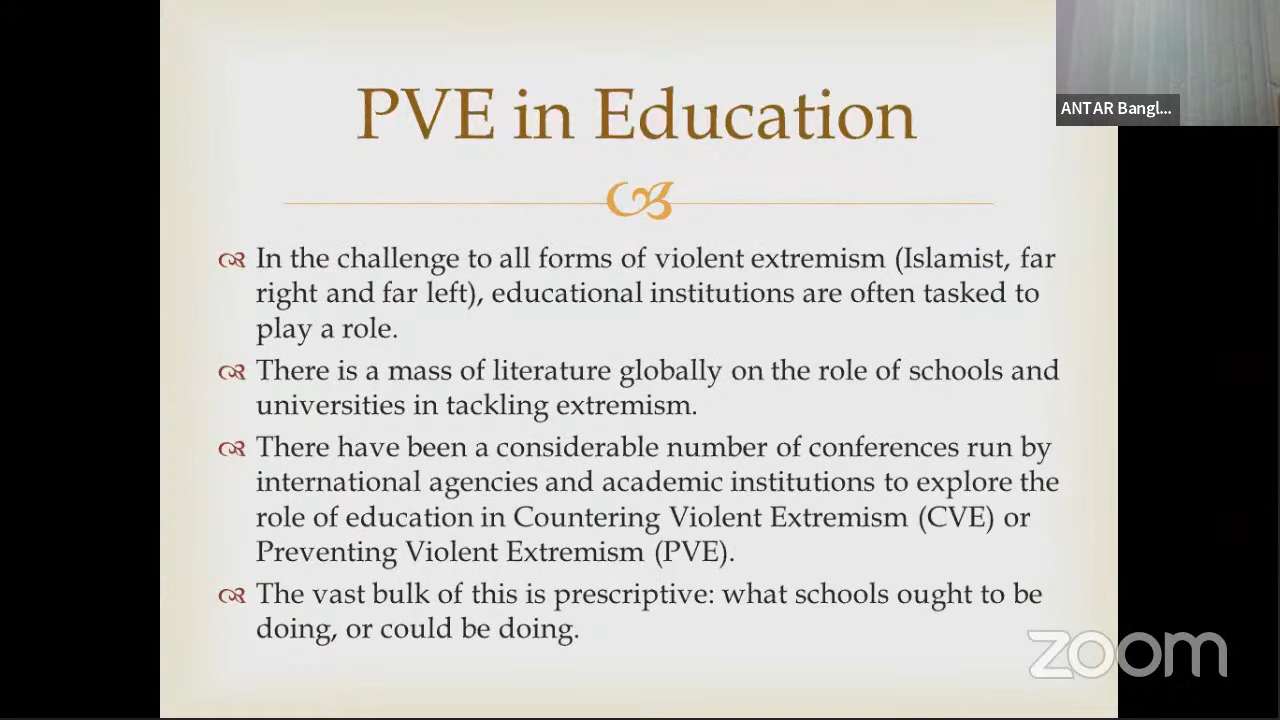 ANTAR Bangl...
PVE in Education
In the challenge to all forms of violent extremism (Islamist, far
right and far left), educational institutions are often tasked to
play a role.
There is a mass of literature globally on the role of schools and
universities in tackling extremism.
There have been a considerable number of conferences run by
international agencies and academic institutions to explore the
role of education in Countering Violent Extremism (CVE) or
Preventing Violent Extremism (PVE).
The vast bulk of this is prescriptive: what schools ought to be
doing, or could be doing.
zoom